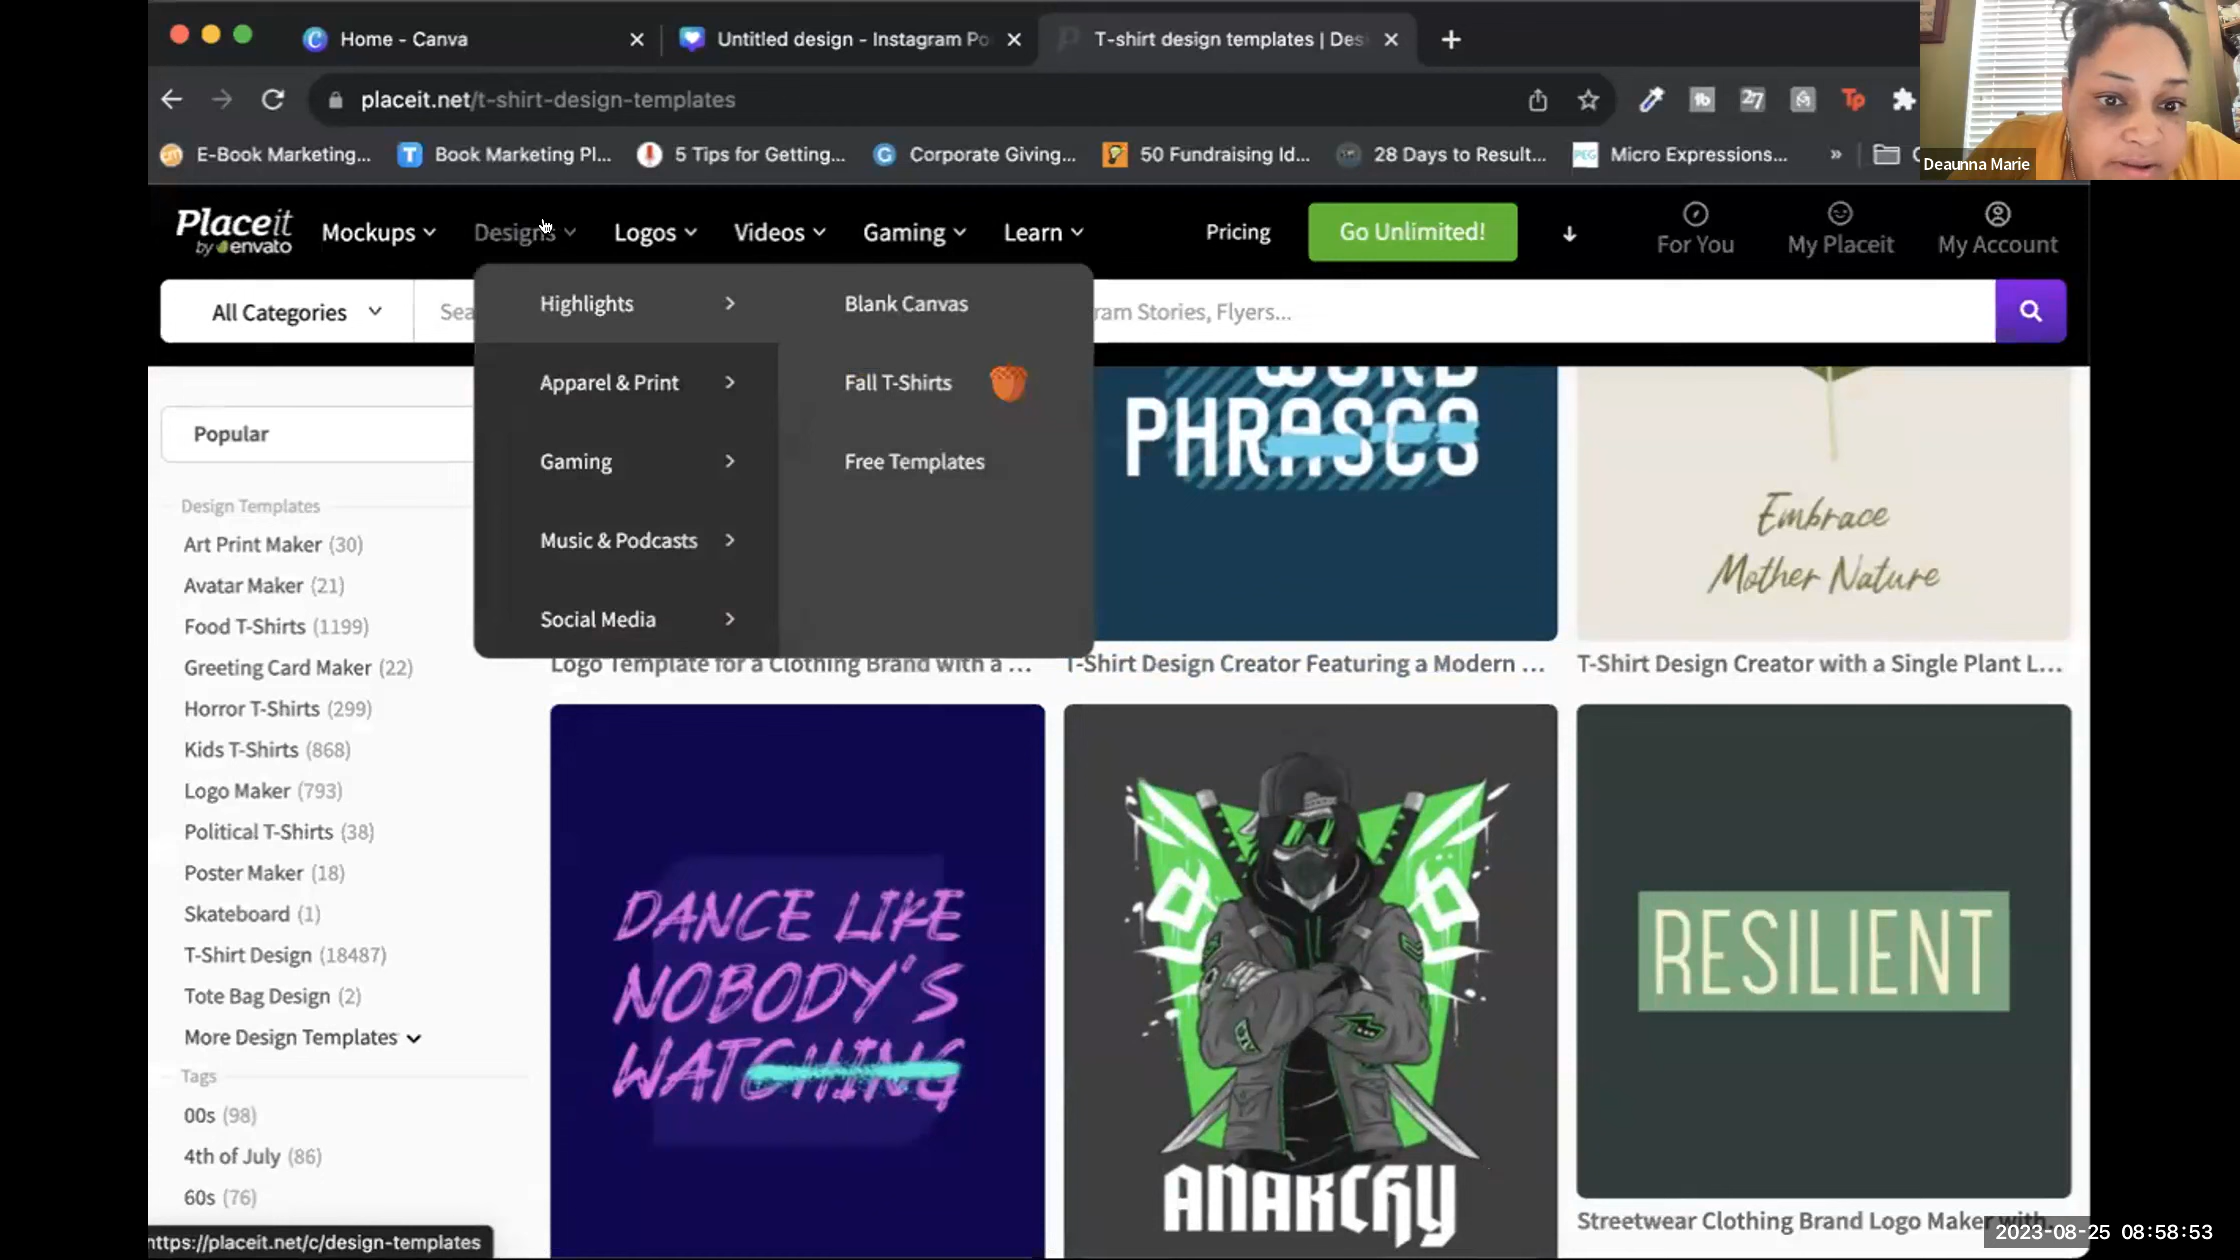 Home - Canva
Untitled design - Instagram Po
T-shirt design templates | Des
placeit.net/t-shirt-design-templates
27
Tp
E-Book Marketing...
Book Marketing Pl...
5 Tips for Getting...
Corporate Giving...
50 Fundraising Id...
28 Days to Result...
PEG
Micro Expressions...
»
Deaunna Marie
Placeit
by envato
Mockups
Designs
Logos
Videos
Gaming
Learn
Pricing
Go Unlimited!
For You
My Placeit
My Account
All Categories
Sea
ram Stories, Flyers...
Highlights
Apparel & Print
Gaming
Music & Podcasts
Social Media
Blank Canvas
Fall T-Shirts
Free Templates
Popular
Design Templates
Art Print Maker (30)
Avatar Maker (21)
Food T-Shirts (1199)
Greeting Card Maker (22)
Horror T-Shirts (299)
Kids T-Shirts (868)
Logo Maker (793)
Political T-Shirts (38)
Poster Maker (18)
Skateboard (1)
T-Shirt Design (18487)
Tote Bag Design (2)
More Design Templates
Tags
00s (98)
4th of July (86)
60s (76)
https://placeit.net/c/design-templates
PHRASES
Embrace
Mother Nature
Logo Template for a Clothing Brand with a ...
T-Shirt Design Creator Featuring a Modern ...
T-Shirt Design Creator with a Single Plant L...
DANCE LIKE
NOBODY'S
WATCHING
ANARCHY
RESILIENT
Streetwear Clothing Brand Logo Maker with
2023-08-25 08:58:53